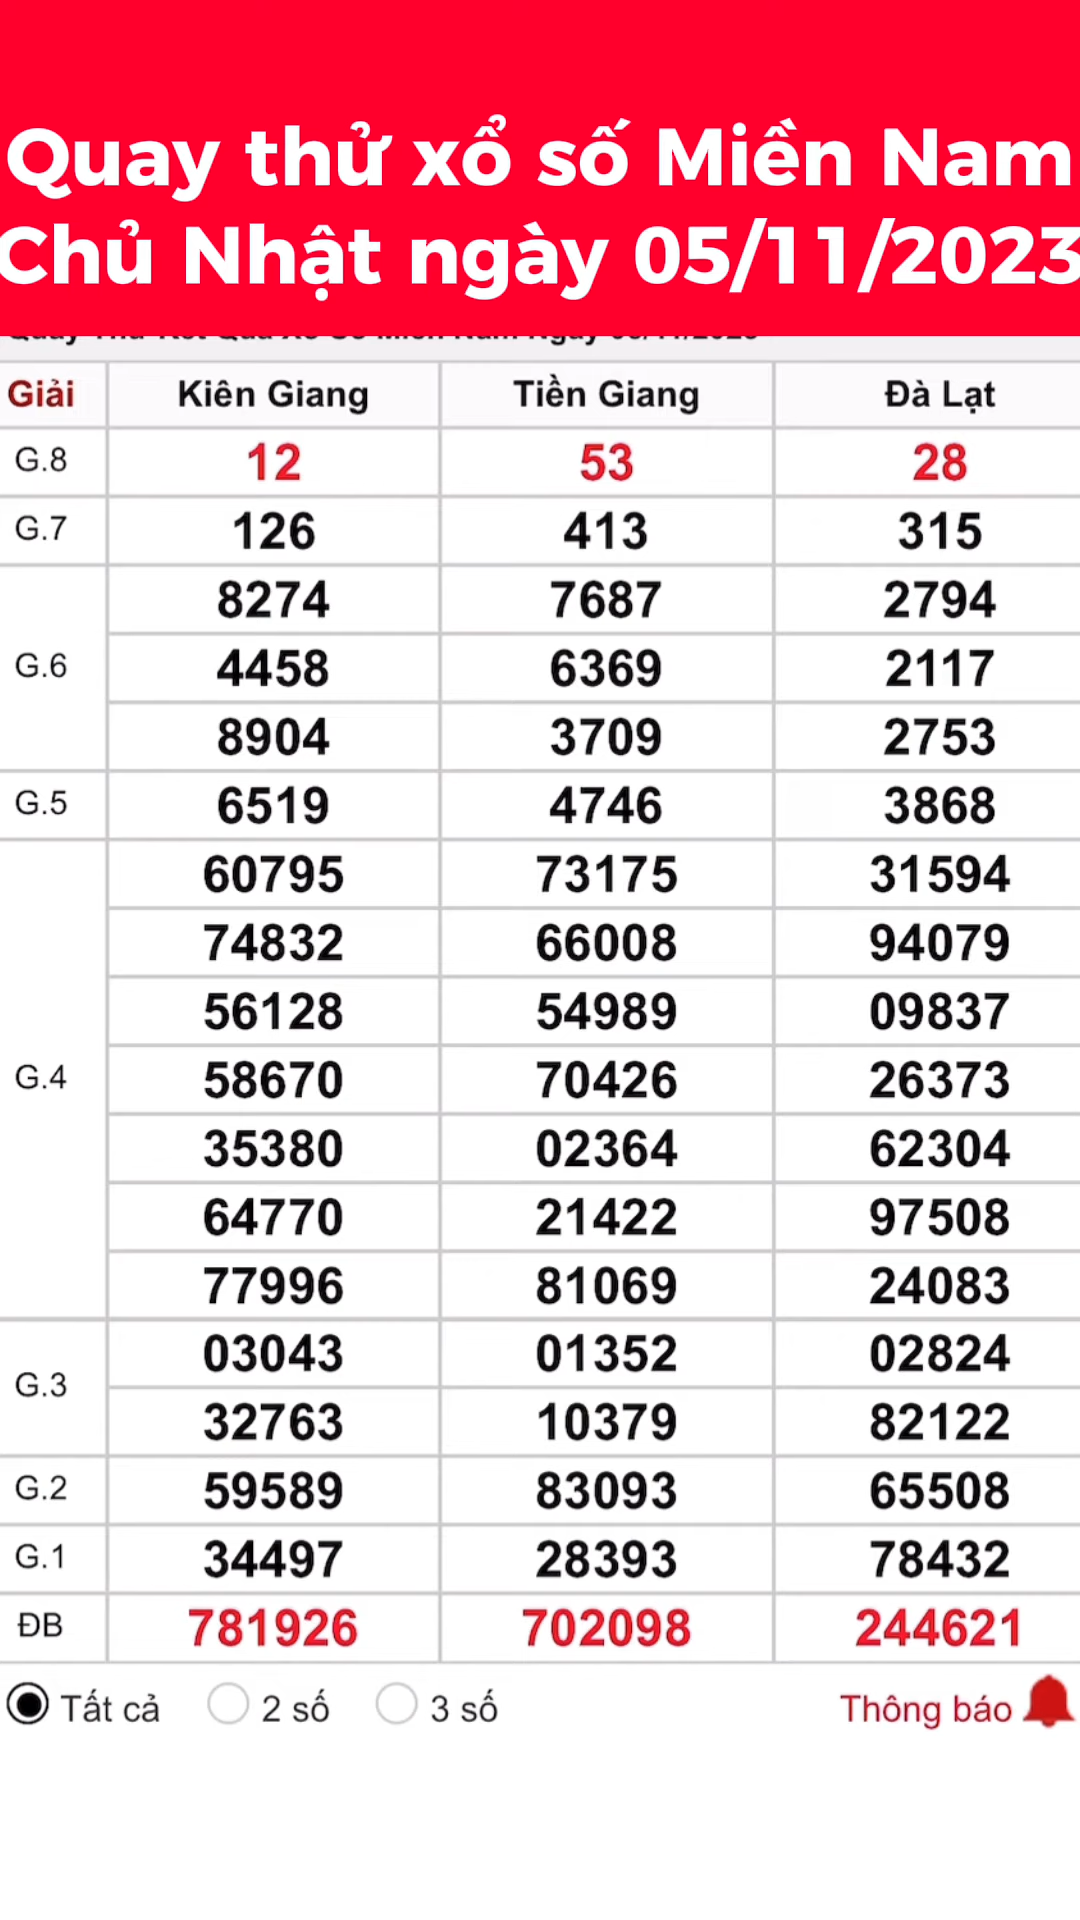 Quay thử xổ số Miền Nam
Chủ Nhật ngày 05/11/2023
Giải Kiên Giang Tiền Giang Đà Lạt
G.8 12 53 28
G.7 126 413 315
8274 7687 2794
G.6 4458 6369 2117
8904 3709 2753
G.5 6519 4746 3868
60795 73175 31594
74832 66008 94079
56128 54989 09837
G.4 58670 70426 26373
35380 02364 62304
64770 21422 97508
77996 81069 24083
G.3 03043 01352 02824
32763 10379 82122
G.2 59589 83093 65508
G.1 34497 28393 78432
ĐB 781926 702098 244621
Tất cả 2 số 3 số Thông báo